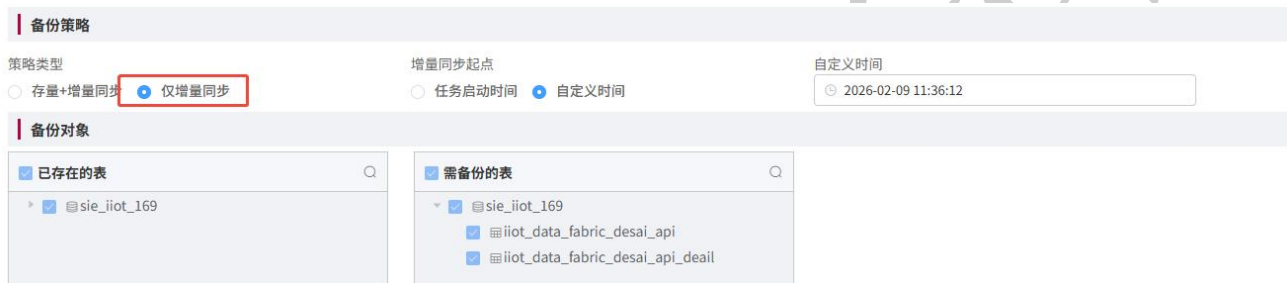 备份策略
策略类型 增量同步起点 自定义时间
存量+增量同步 仅增量同步 任务启动时间 自定义时间 2026-02-09 11:36:12
备份对象
已存在的表 需备份的表
sie_iiot_169 sie_iiot_169
iiot_data_fabric_desai_api
iiot_data_fabric_desai_api_deail